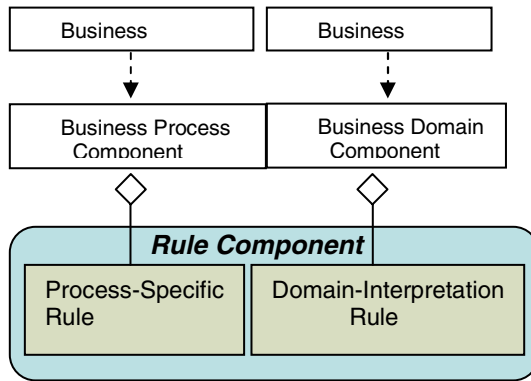 Business
Business
Business Process
Component
Business Domain
Component
Rule Component
Process-Specific
Rule
Domain-Interpretation
Rule